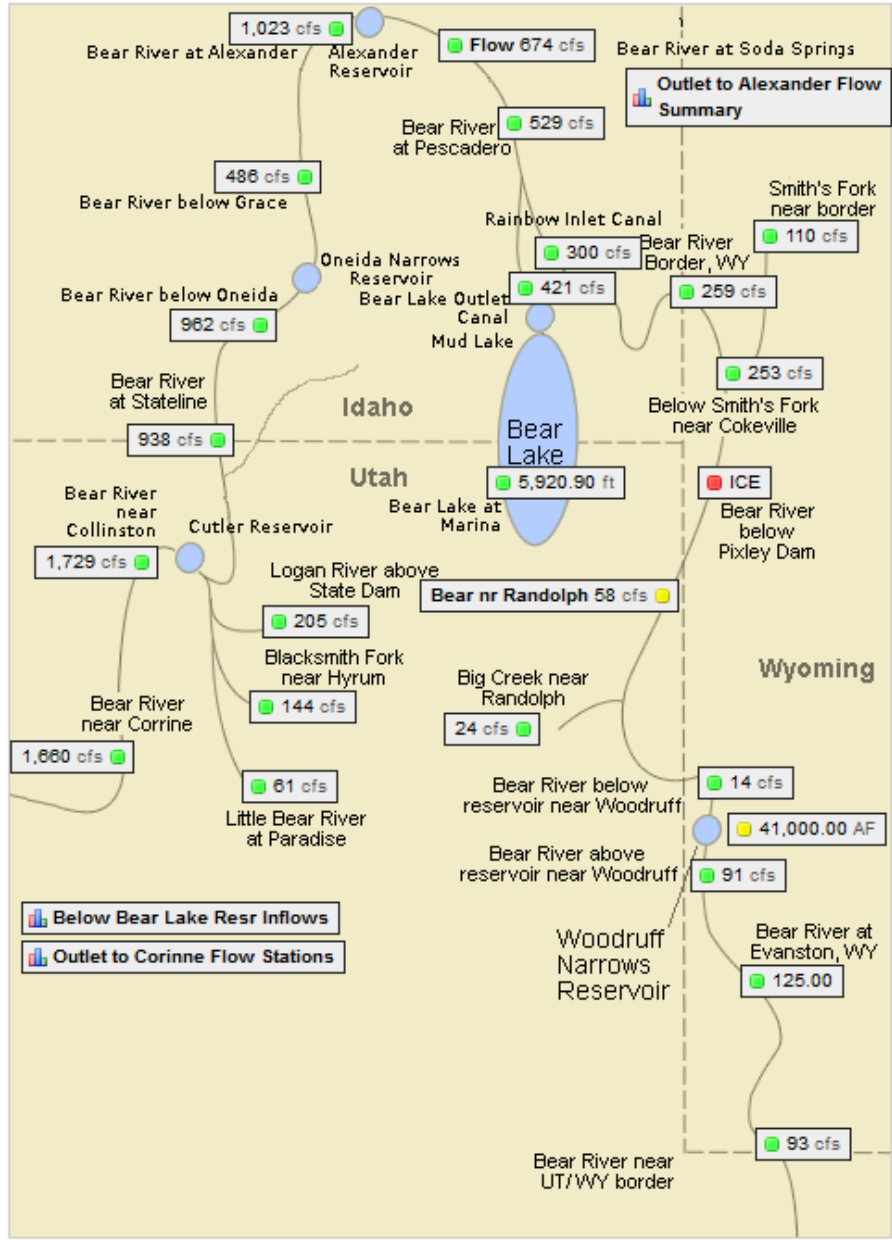 1,023 cfs
Bear River at Alexander
Alexander
Reservoir
Flow 674 cfs
Bear River at Soda Springs
Outlet to Alexander Flow
Summary
Bear River
at Pescadero
529 cfs
486 cfs
Bear River below Grace
Smith's Fork
near border
110 cfs
Rainbow Inlet Canal
300 cfs
Bear River
Border, WY
259 cfs
Oneida Narrows
Reservoir
Bear Lake Outlet
Canal
421 cfs
Mud Lake
Bear River below Oneida
962 cfs
253 cfs
Below Smith's Fork
near Cokeville
Bear River
at Stateline
938 cfs
Idaho
Utah
Bear
Lake
5,920.90 ft
Bear Lake at
Marina
ICE
Bear River
below
Pixley Dam
Bear River
near
Collinston
1,729 cfs
Cutler Reservoir
Logan River above
State Dam
205 cfs
Bear nr Randolph 58 cfs
Blacksmith Fork
near Hyrum
144 cfs
Big Creek near
Randolph
24 cfs
Wyoming
Bear River
near Corrine
1,660 cfs
61 cfs
Little Bear River
at Paradise
Bear River below
reservoir near Woodruff
14 cfs
41,000.00 AF
Bear River above
reservoir near Woodruff
91 cfs
Below Bear Lake Resr Inflows
Outlet to Corinne Flow Stations
Woodruff
Narrows
Reservoir
Bear River at
Evanston, WY
125.00
93 cfs
Bear River near
UT/WY border